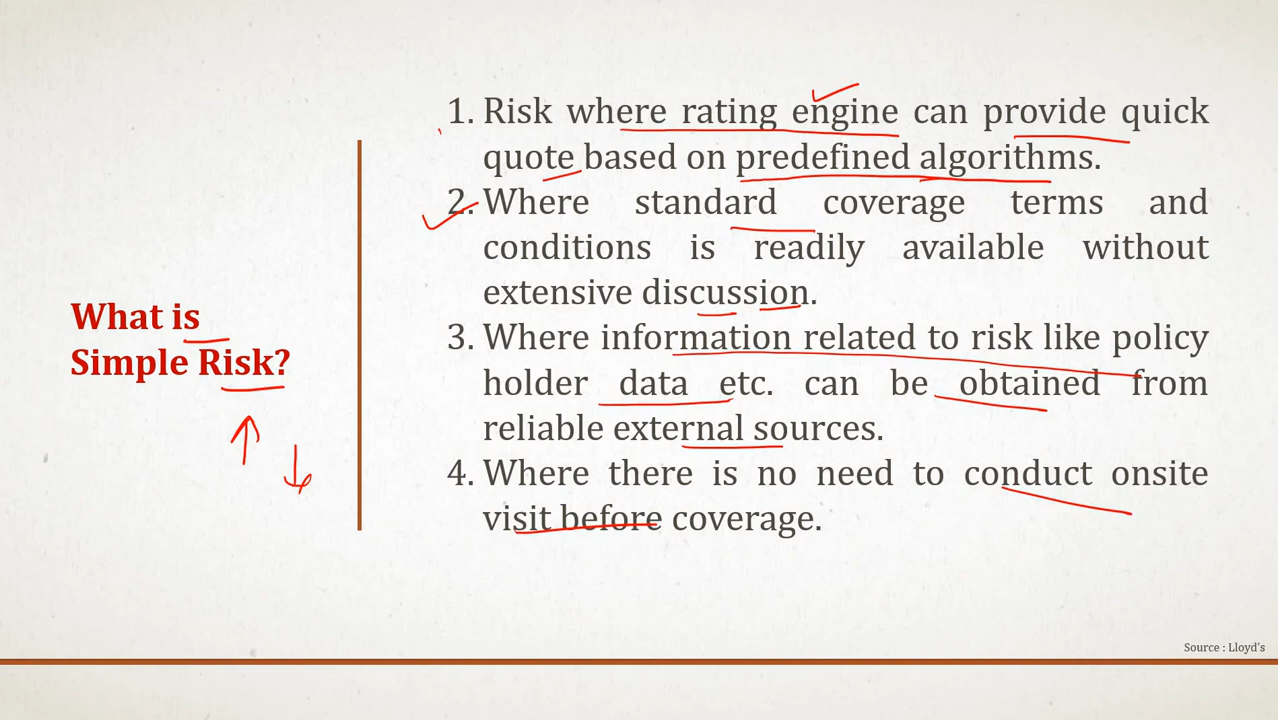 What is
Simple Risk?
1. Risk where rating engine can provide quick
quote based on predefined algorithms.
2. Where standard coverage terms and
conditions is readily available without
extensive discussion.
3. Where information related to risk like policy
holder data etc. can be obtained from
reliable external sources.
4. Where there is no need to conduct onsite
visit before coverage.
Source : Lloyd's